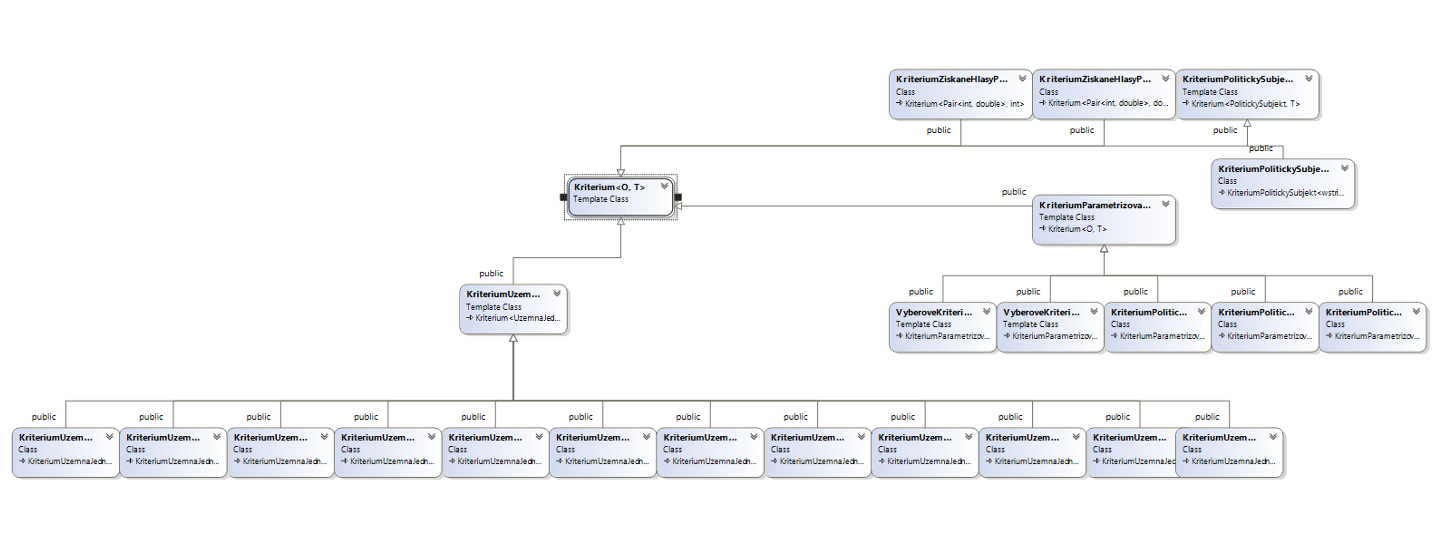 KriteriumZiskaneHlasyP...
Class
Kriterium<Pair<int, double>, int>
KriteriumZiskaneHlasyP...
Class
Kriterium<Pair<int, double>, do...
KriteriumPolitickySubje...
Template Class
Kriterium<PolitickySubjekt, T>
public
public
public
public
KriteriumPolitickySubje...
Class
KriteriumPolitickySubjekt<wstri...
Kriterium<O, T>
Template Class
public
KriteriumParametrizova...
Template Class
Kriterium<O, T>
public
KriteriumUzem...
Template Class
Kriterium<UzemnaJed...
public
public
public
public
public
VyberoveKriteri...
Template Class
KriteriumParametrizov...
VyberoveKriteri...
Template Class
KriteriumParametrizov...
KriteriumPolitic...
Class
KriteriumParametrizov...
KriteriumPolitic...
Class
KriteriumParametrizov...
KriteriumPolitic...
Class
KriteriumParametrizov...
public
public
public
public
public
public
public
public
public
public
public
public
KriteriumUzem...
Class
KriteriumUzemnaJedn...
KriteriumUzem...
Class
KriteriumUzemnaJedn...
KriteriumUzem...
Class
KriteriumUzemnaJedn...
KriteriumUzem...
Class
KriteriumUzemnaJedn...
KriteriumUzem...
Class
KriteriumUzemnaJedn...
KriteriumUzem...
Class
KriteriumUzemnaJedn...
KriteriumUzem...
Class
KriteriumUzemnaJedn...
KriteriumUzem...
Class
KriteriumUzemnaJedn...
KriteriumUzem...
Class
KriteriumUzemnaJedn...
KriteriumUzem...
Class
KriteriumUzemnaJedn...
KriteriumUzem...
Class
KriteriumUzemnaJed
KriteriumUzem...
Class
KriteriumUzemnaJedn...